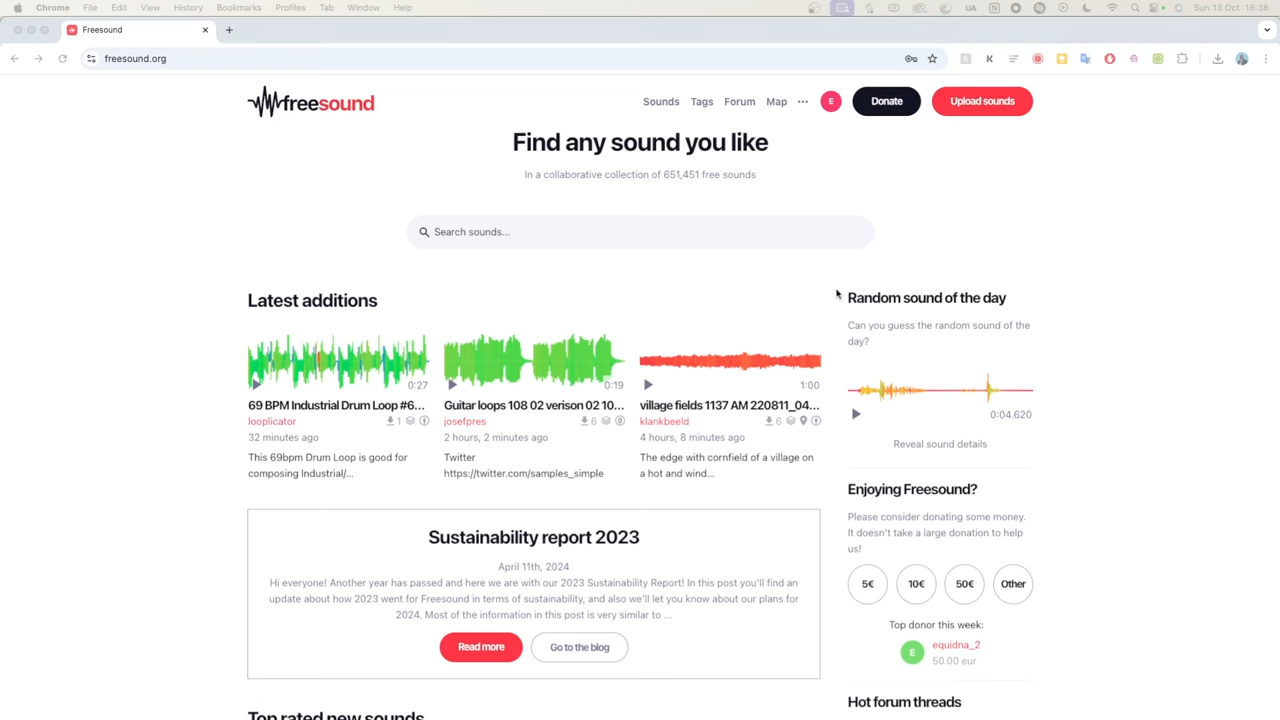 Chrome File Edit View History Bookmarks Profiles Tab Window Help UA Sun 13 Oct 16:38
Freesound
freesound.org
freesound Sounds Tags Forum Map E Donate Upload sounds
Find any sound you like
In a collaborative collection of 651,451 free sounds
Search sounds...
Latest additions
0:27
69 BPM Industrial Drum Loop #6...
looplicator 1
32 minutes ago
This 69bpm Drum Loop is good for
composing Industrial/...
0:19
Guitar loops 108 02 verison 02 10...
josefpres 6
2 hours, 2 minutes ago
Twitter
https://twitter.com/samples_simple
1:00
village fields 1137 AM 220811_04...
klankbeeld 6
4 hours, 8 minutes ago
The edge with cornfield of a village on
a hot and wind...
Sustainability report 2023
April 11th, 2024
Hi everyone! Another year has passed and here we are with our 2023 Sustainability Report! In this post you'll find an
update about how 2023 went for Freesound in terms of sustainability, and also we'll let you know about our plans for
2024. Most of the information in this post is very similar to ...
Read more Go to the blog
Top rated new sounds
Random sound of the day
Can you guess the random sound of the
day?
0:04.620
Reveal sound details
Enjoying Freesound?
Please consider donating some money.
It doesn't take a large donation to help
us!
5€ 10€ 50€ Other
Top donor this week:
E equidna_2
50.00 eur
Hot forum threads